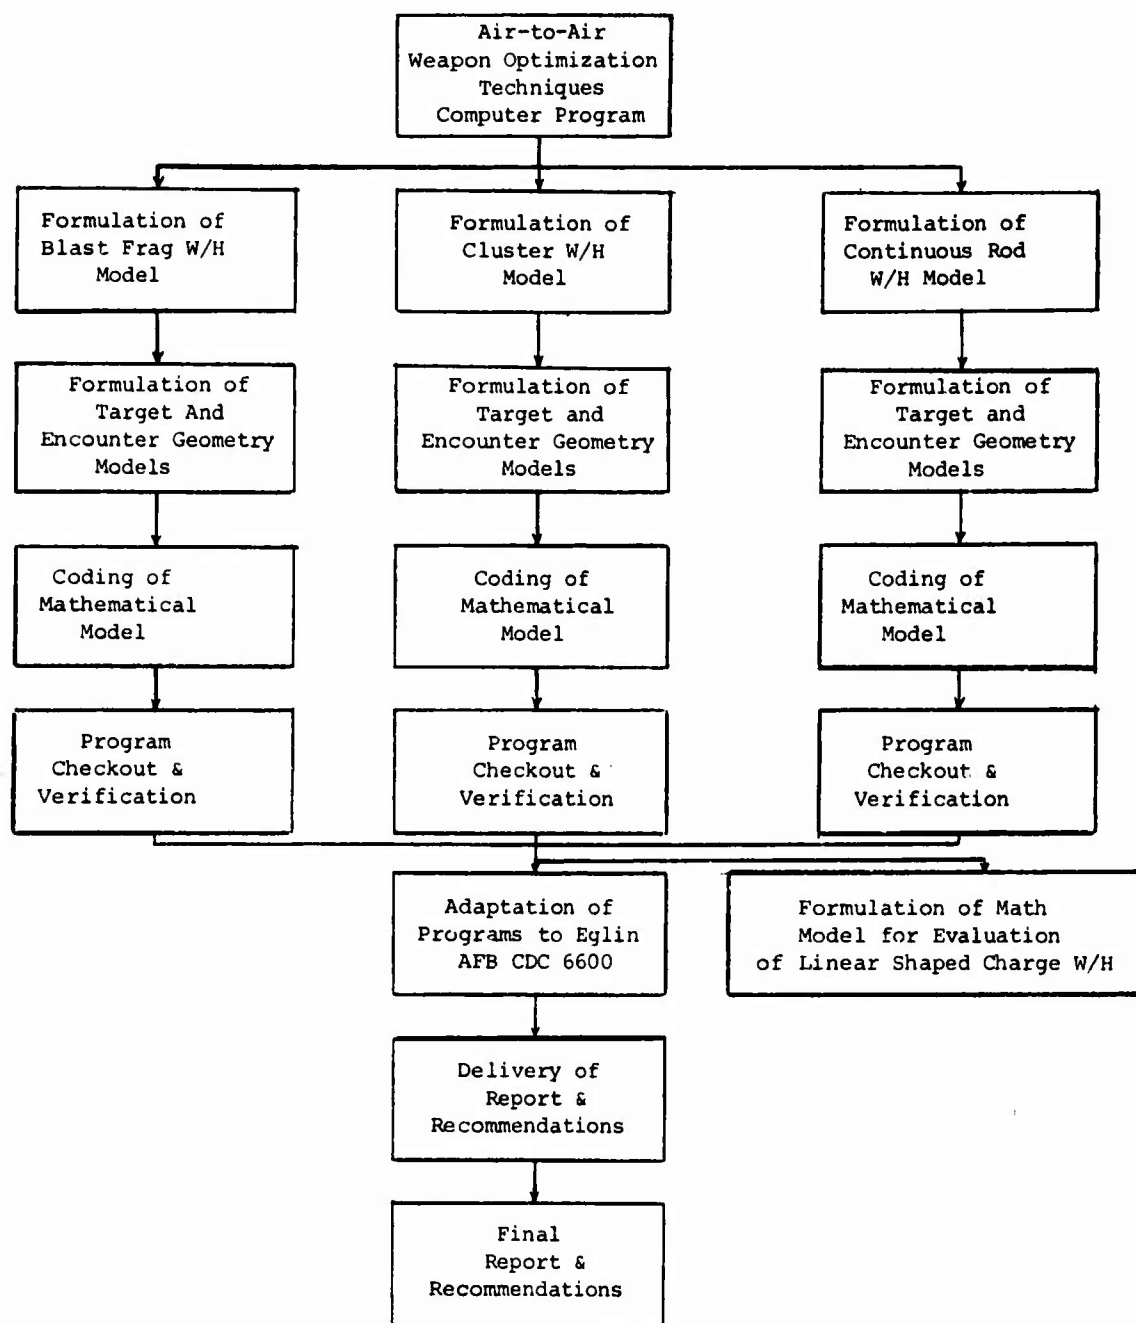 Air-to-Air
Weapon Optimization
Techniques
Computer Program
Formulation of
Blast Frag W/H
Model
Formulation of
Cluster W/H
Model
Formulation of
Continuous Rod
W/H Model
Formulation of
Target And
Encounter Geometry
Models
Formulation of
Target and
Encounter Geometry
Models
Formulation of
Target and
Encounter Geometry
Models
Coding of
Mathematical
Model
Coding of
Mathematical
Model
Coding of
Mathematical
Model
Program
Checkout &
Verification
Program
Checkout &
Verification
Program
Checkout &
Verification
Adaptation of
Programs to Eglin
AFB CDC 6600
Formulation of Math
Model for Evaluation
of Linear Shaped Charge W/H
Delivery of
Report &
Recommendations
Final
Report &
Recommendations